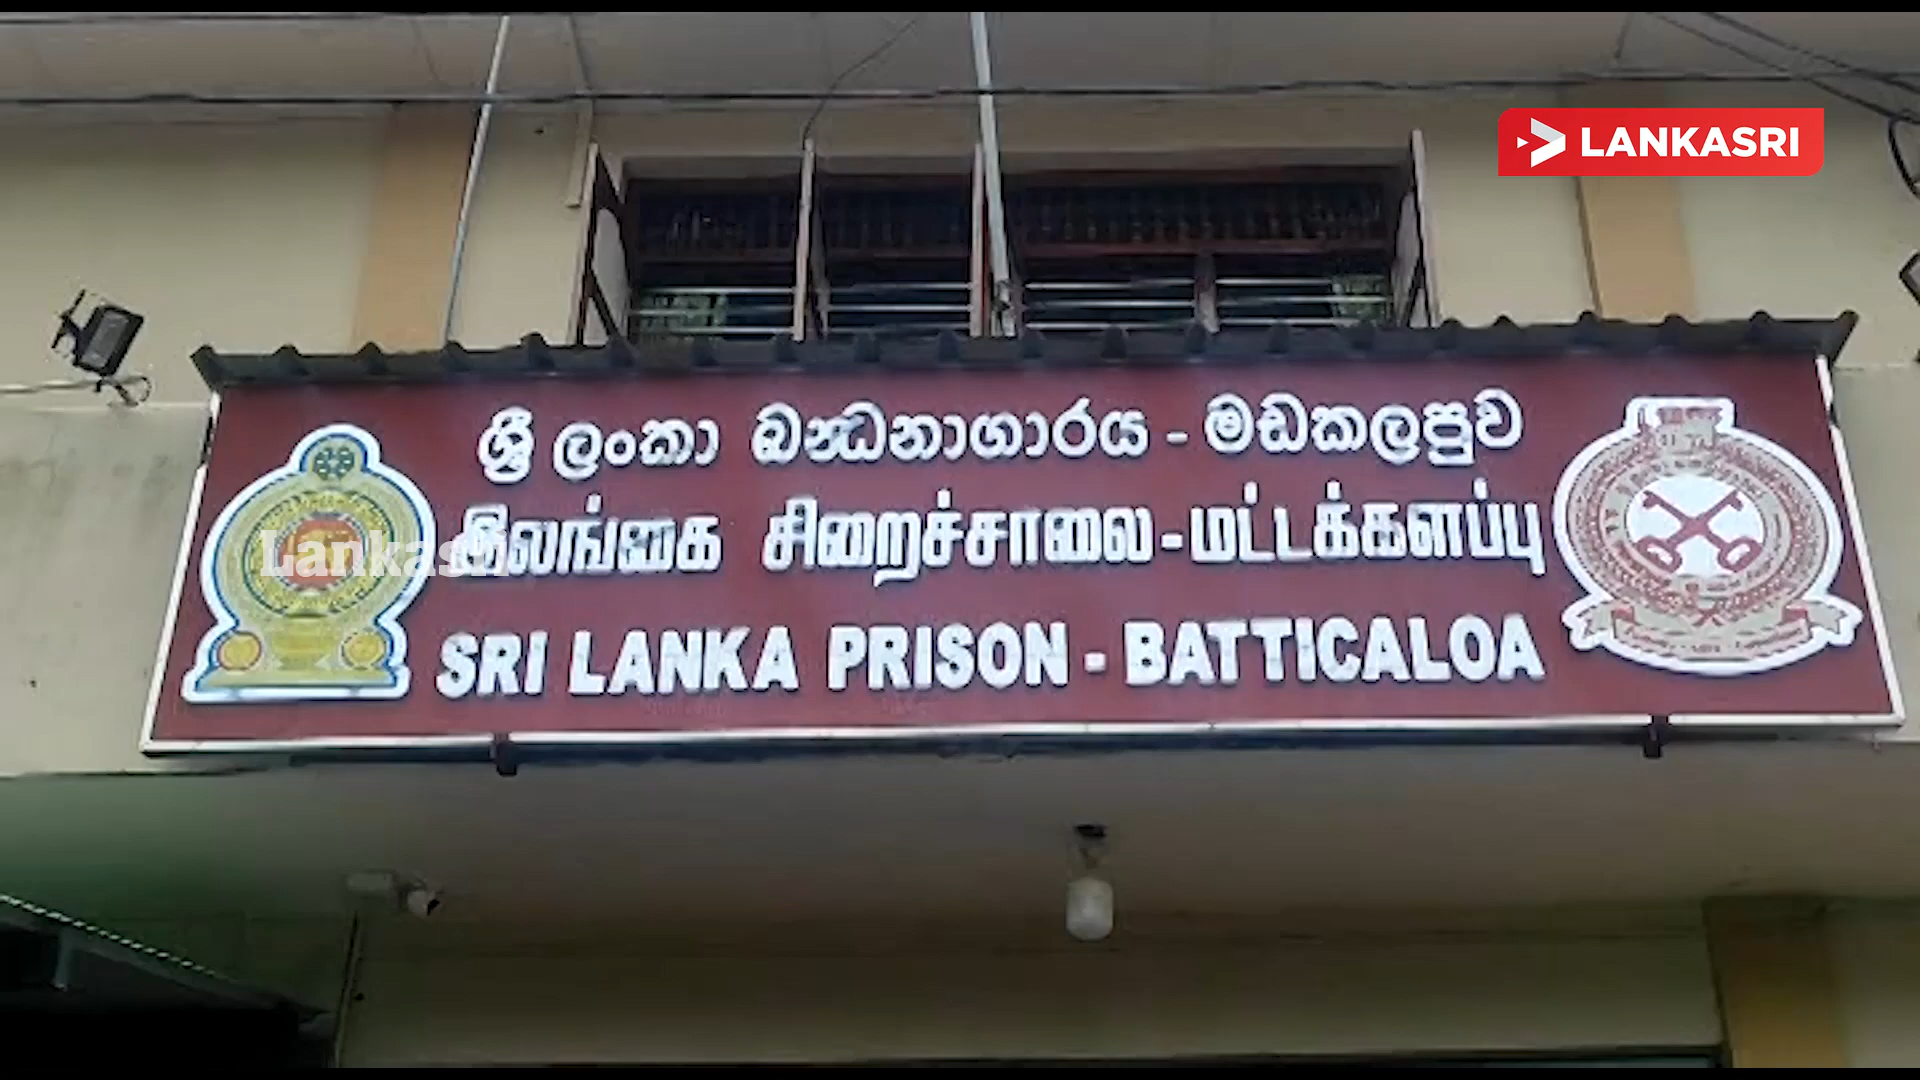 LANKASRI
ශ්‍රී ලංකා බන්ධනාගාරය - මඩකලපුව
இலங்கை சிறைச்சாலை - மட்டக்களப்பு
Lankasri
SRI LANKA PRISON - BATTICALOA